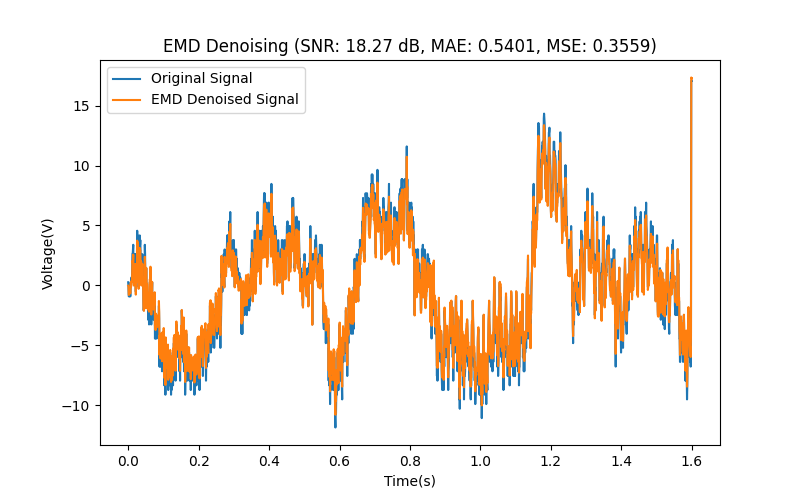 EMD Denoising (SNR: 18.27 dB, MAE: 0.5401, MSE: 0.3559)
Original Signal
EMD Denoised Signal
15
10
5
0
−5
−10
Voltage(V)
0.0 0.2 0.4 0.6 0.8 1.0 1.2 1.4 1.6
Time(s)